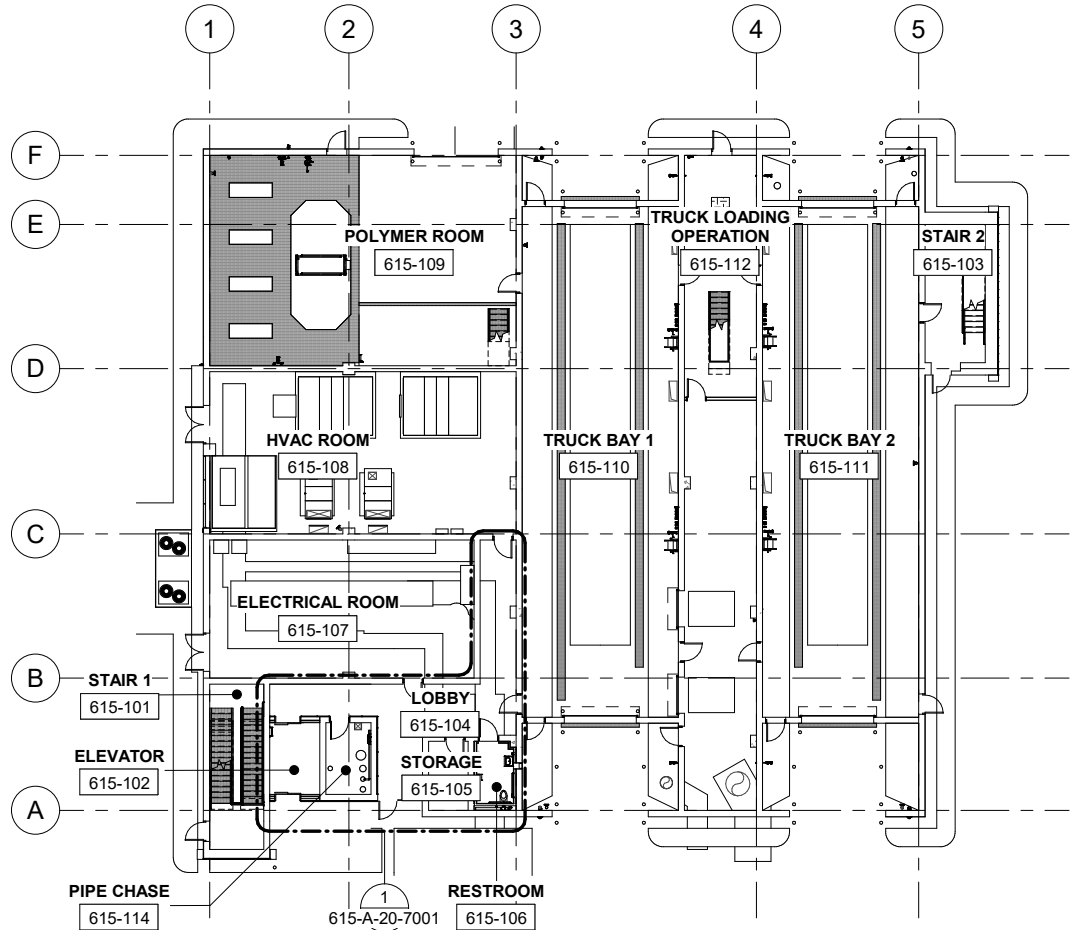 1
2
3
4
5
F
E
D
C
B
A
POLYMER ROOM
615-109
TRUCK LOADING
OPERATION
615-112
STAIR 2
615-103
HVAC ROOM
615-108
TRUCK BAY 1
615-110
TRUCK BAY 2
615-111
ELECTRICAL ROOM
615-107
STAIR 1
615-101
LOBBY
615-104
ELEVATOR
615-102
STORAGE
615-105
PIPE CHASE
615-114
1
615-A-20-7001
RESTROOM
615-106